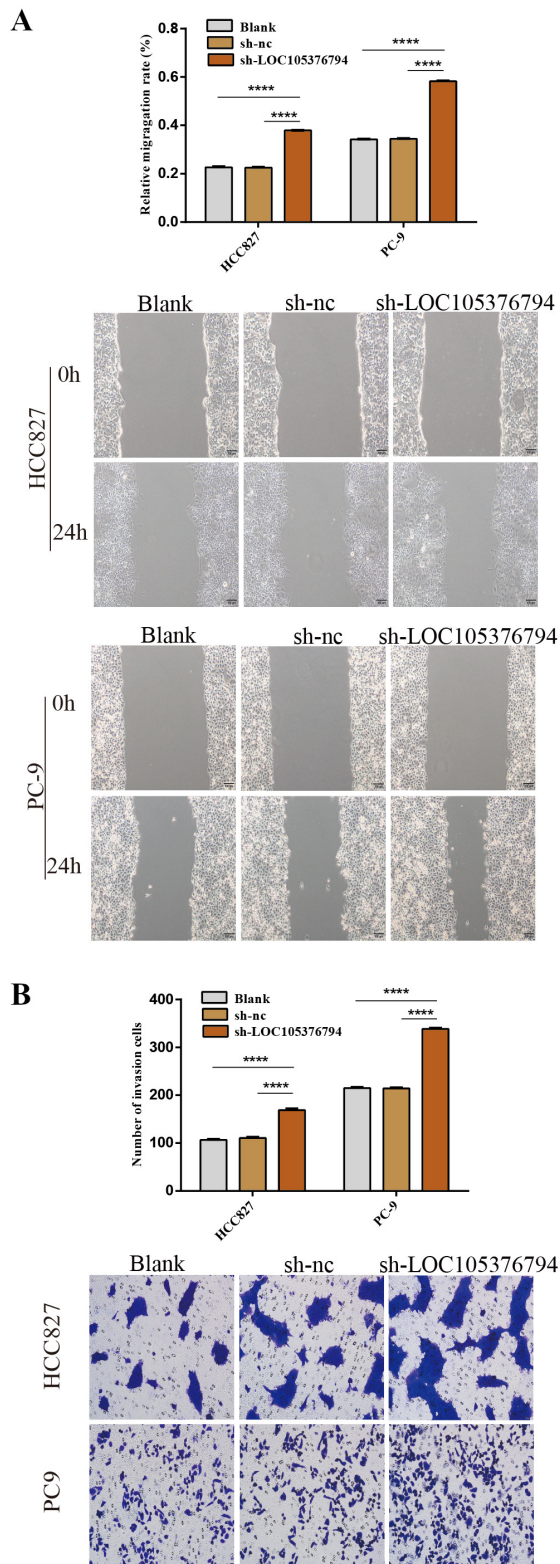 A
Relative migragation rate (%)
0.8
0.6
0.4
0.2
0.0
Blank
sh-nc
sh-LOC105376794
****
****
****
****
HCC827
PC-9
Blank
sh-nc
sh-LOC105376794
HCC827
0h
24h
Blank
sh-nc
sh-LOC105376794
PC-9
0h
24h
B
Number of invasion cells
400
300
200
100
0
Blank
sh-nc
sh-LOC105376794
****
****
****
****
HCC827
PC-9
Blank
sh-nc
sh-LOC105376794
HCC827
PC9